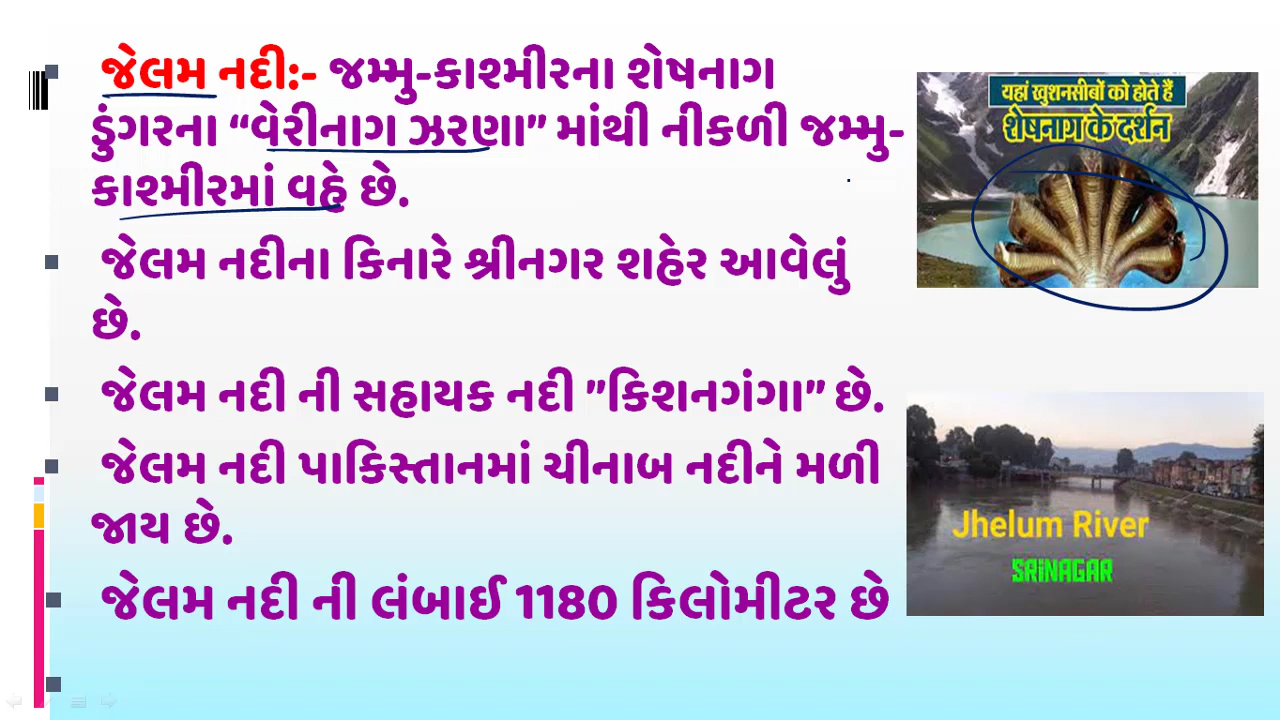 જેલમ નદી:- જમ્મુ-કાશ્મીરના શેષનાગ
ડુંગરના “વેરીનાગ ઝરણા” માંથી નીકળી જમ્મુ-
કાશ્મીરમાં વહે છે.
જેલમ નદીના કિનારે શ્રીનગર શહેર આવેલું
છે.
જેલમ નદી ની સહાયક નદી ”કિશનગંગા” છે.
જેલમ નદી પાકિસ્તાનમાં ચીનાબ નદીને મળી
જાય છે.
જેલમ નદી ની લંબાઈ 1180 કિલોમીટર છે
यहां खुशनसीबों को होते हैं
शेषनाग के दर्शन
Jhelum River
SRINAGAR